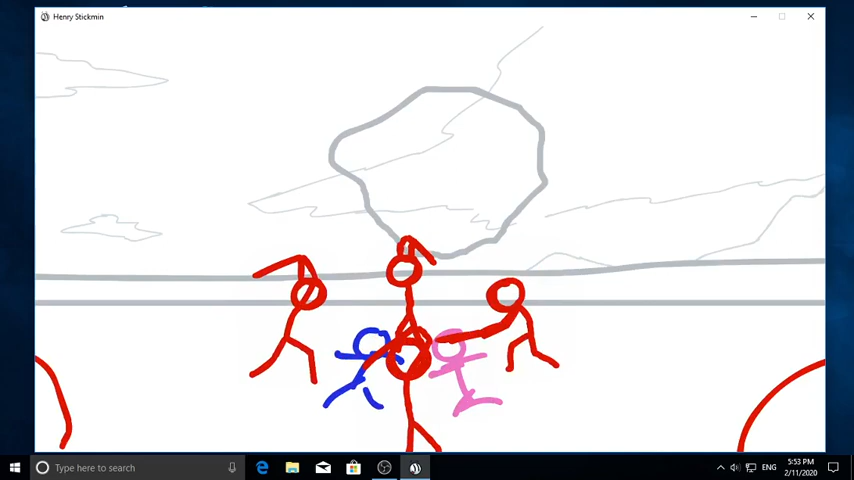 Henry Stickmin
Type here to search
ENG
5:53 PM
2/11/2020